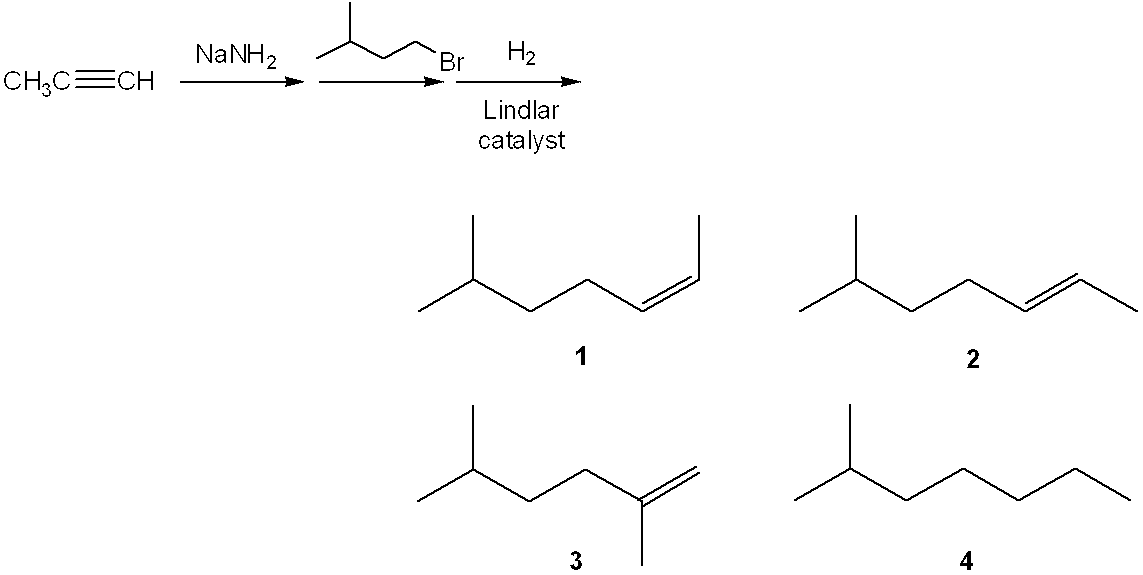 CH3C≡CH
NaNH2
Br
H2
Lindlar
catalyst
1
2
3
4